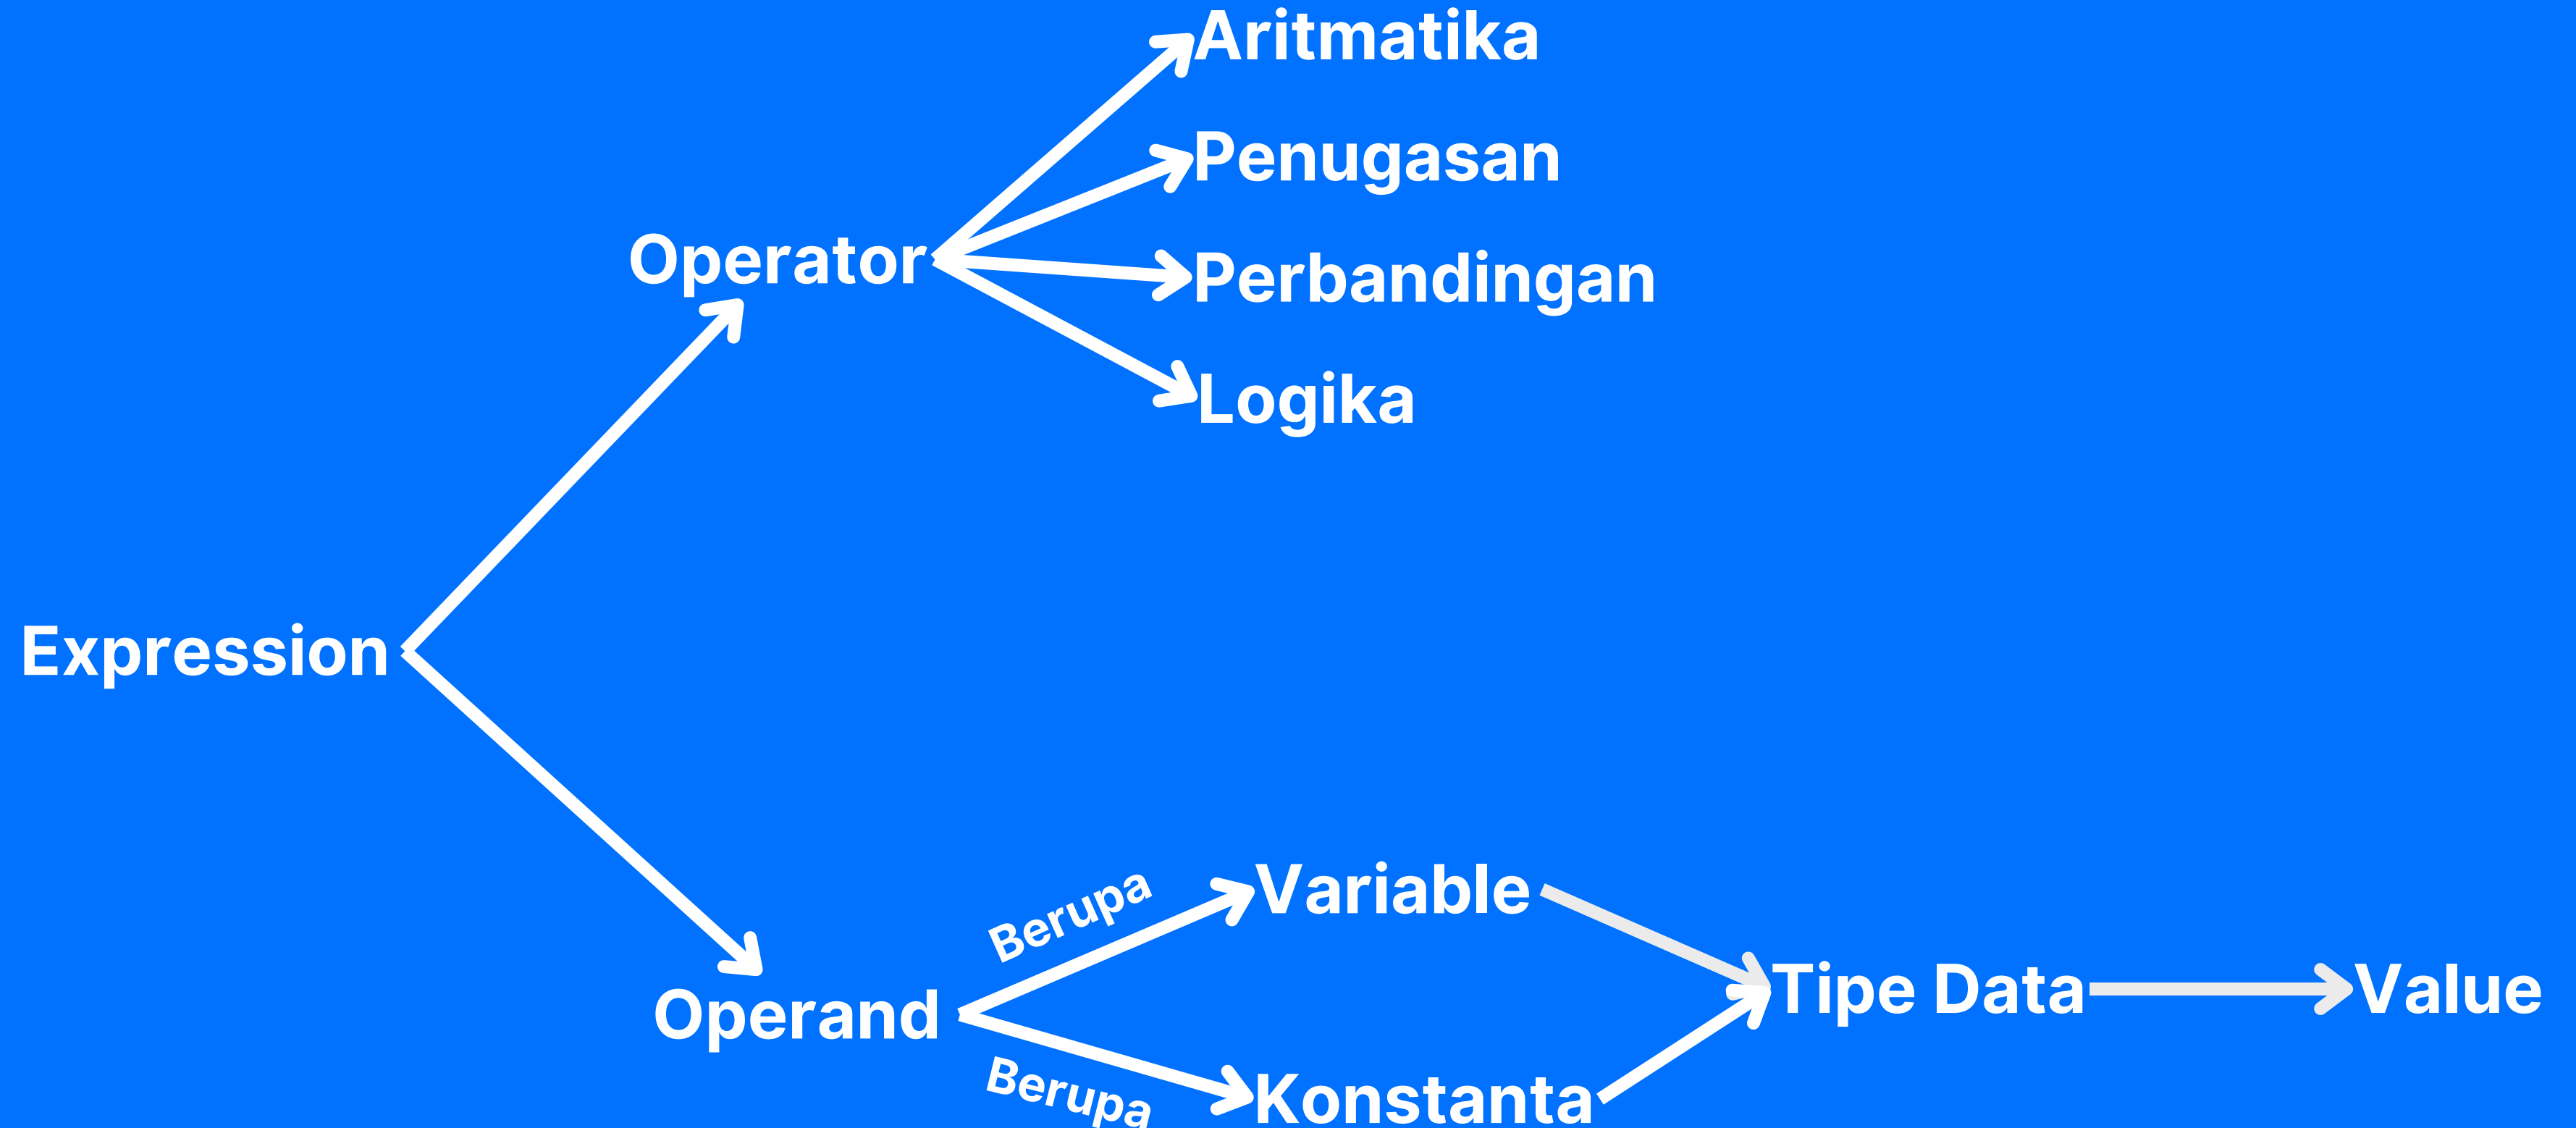 Aritmatika
Penugasan
Operator
Perbandingan
Logika
Expression
Berupa
Variable
Operand
Tipe Data
Value
Berupa
Konstanta